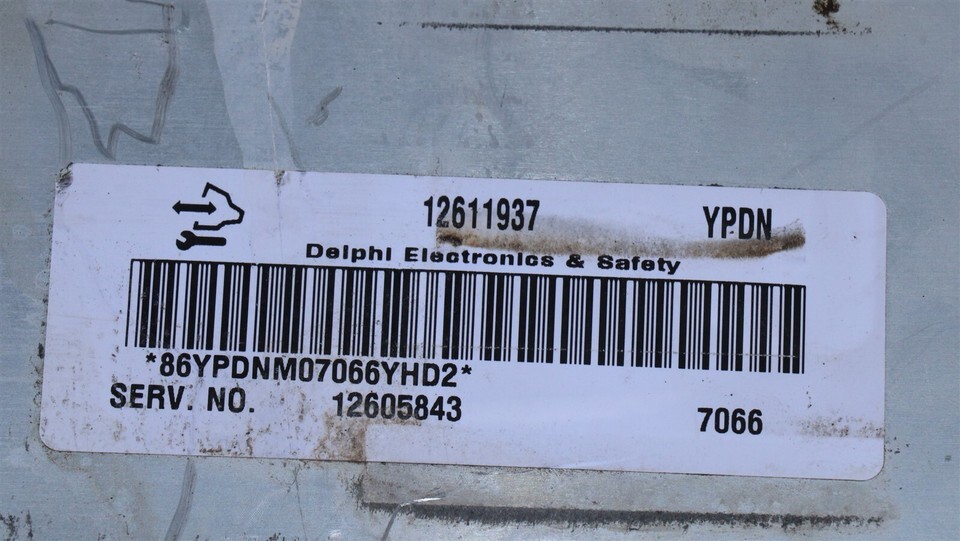 12611937 YPDN
Delphi Electronics & Safety
*86YPDNM07066YHD2*
SERV. NO. 12605843 7066